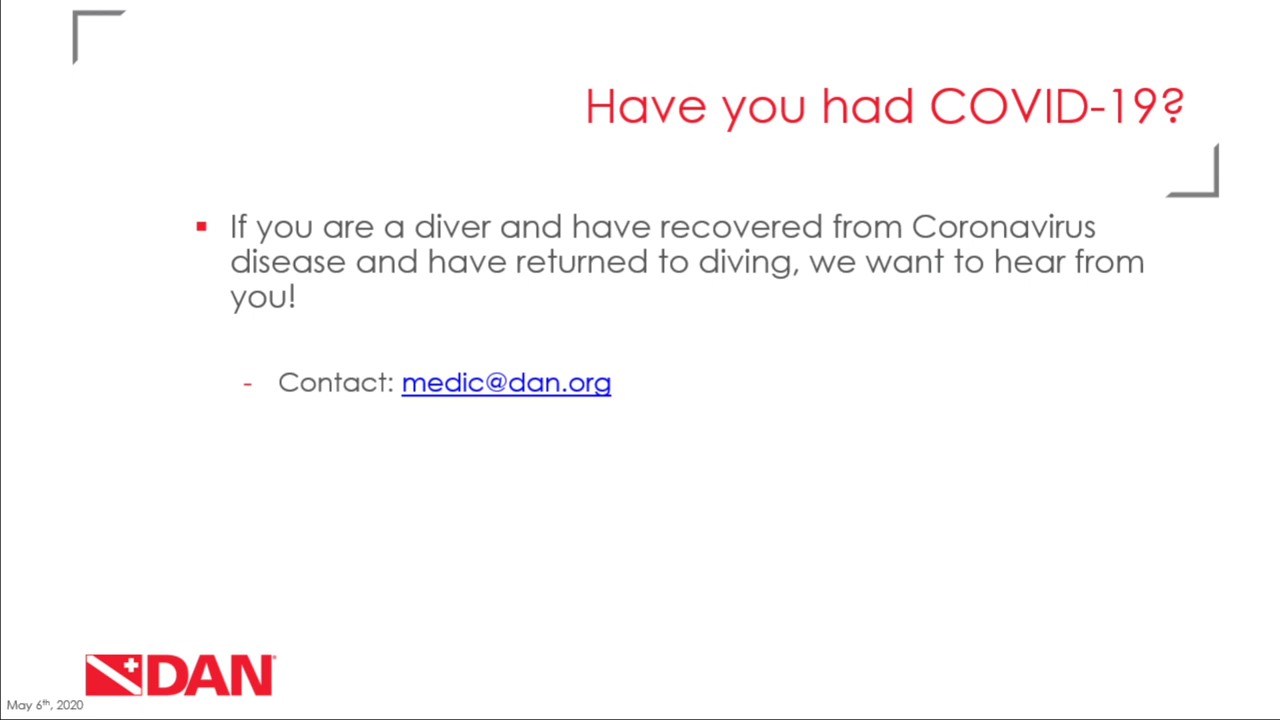 Have you had COVID-19?
▪ If you are a diver and have recovered from Coronavirus
disease and have returned to diving, we want to hear from
you!
- Contact: medic@dan.org
DAN
May 6th, 2020